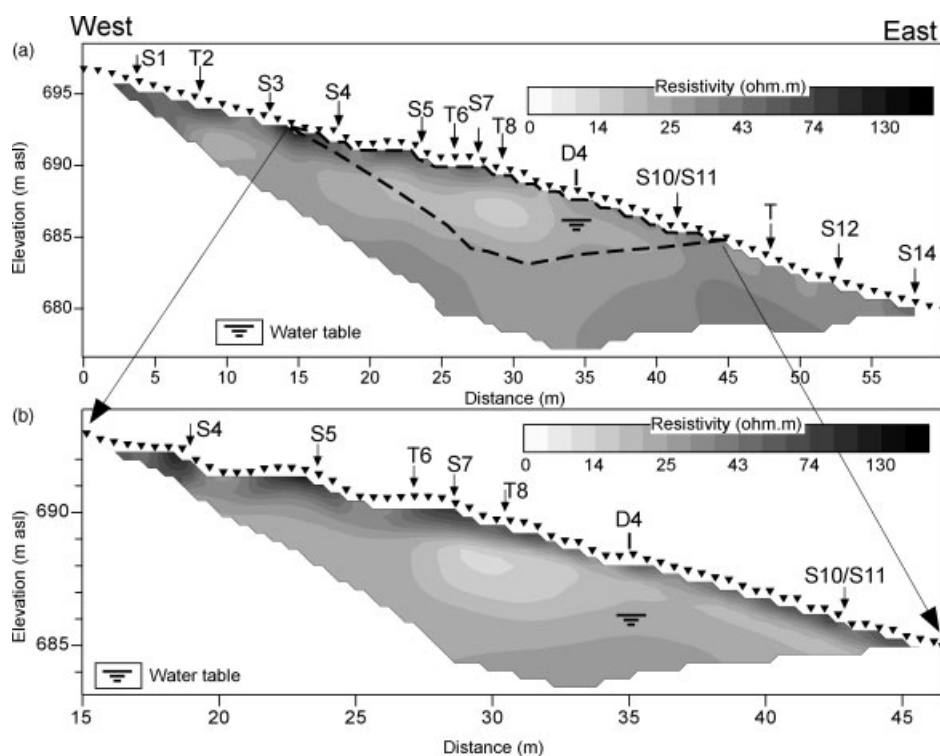 West East
(a)
S1 T2 S3 S4 S5 T6 S7 T8 D4 S10/S11 T S12 S14
Resistivity (ohm.m)
0 14 25 43 74 130
Elevation (m asl)
695
690
685
680
Water table
0 5 10 15 20 25 30 35 40 45 50 55
Distance (m)
(b)
S4 S5 T6 S7 T8 D4 S10/S11
Resistivity (ohm.m)
0 14 25 43 74 130
Elevation (m asl)
690
685
Water table
15 20 25 30 35 40 45
Distance (m)